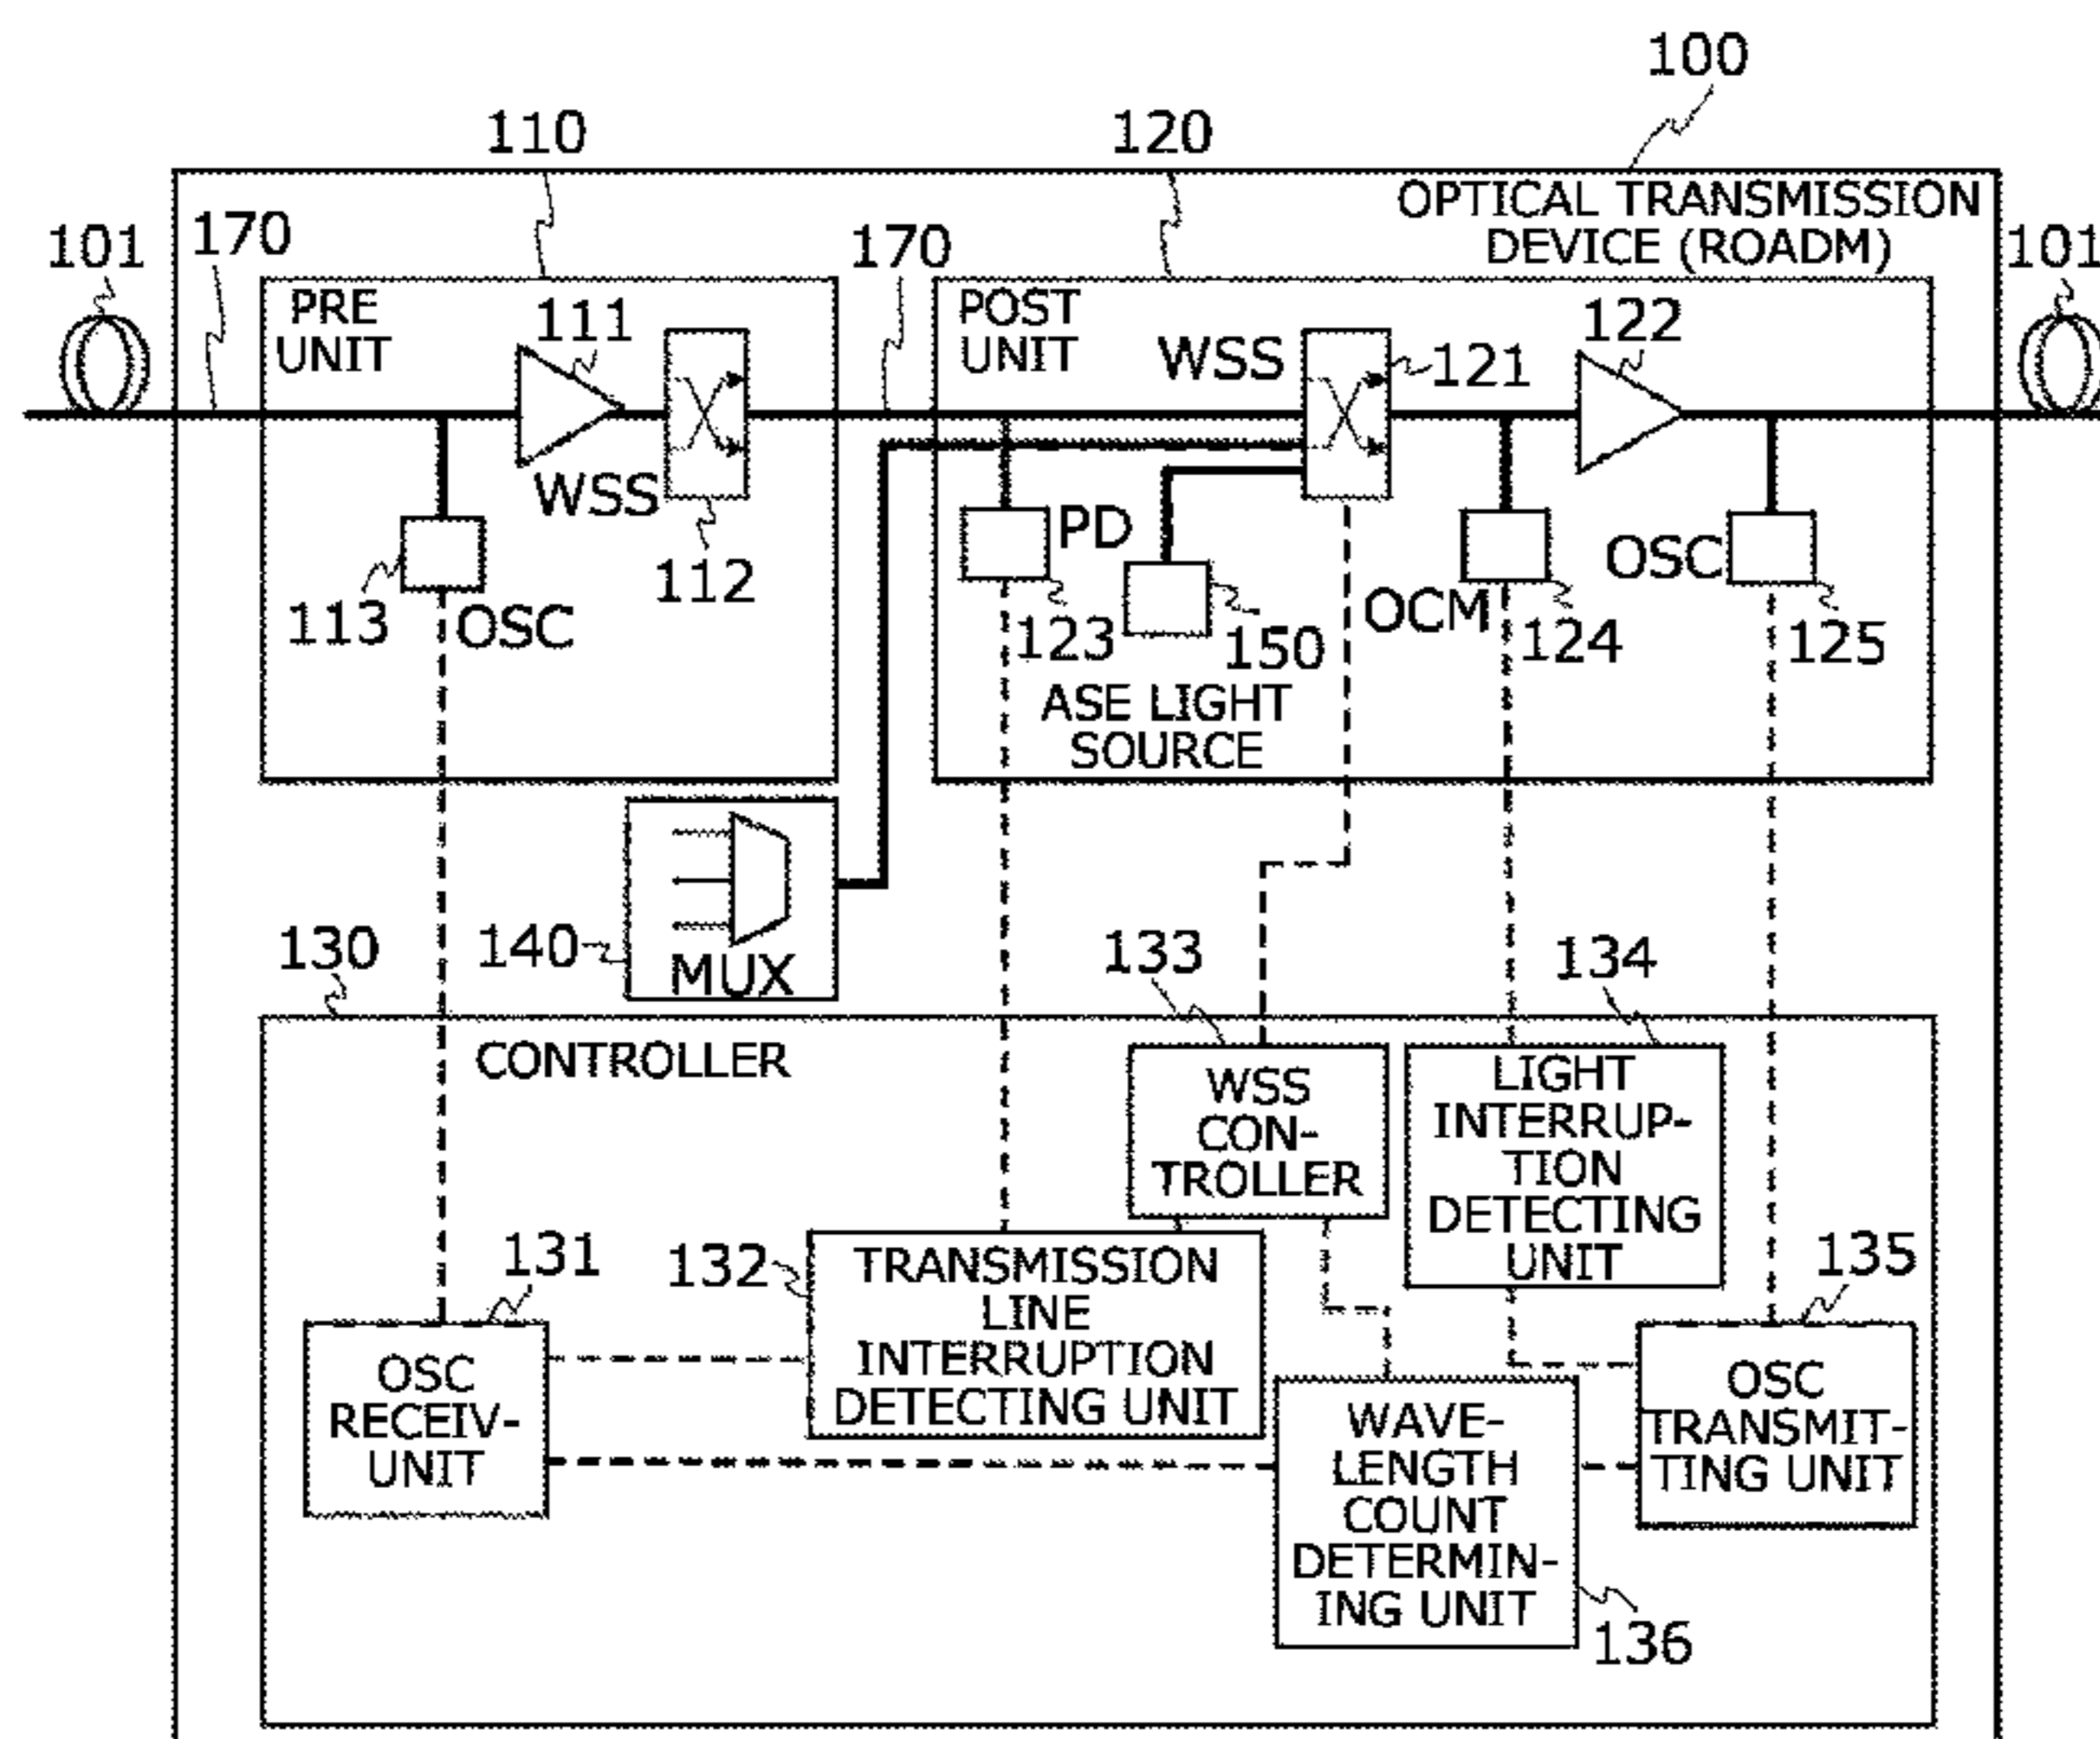 100
110
120
OPTICAL TRANSMISSION
DEVICE (ROADM)
101
170
170
101
PRE
UNIT
111
POST
UNIT
WSS
121
122
WSS
112
113
OSC
PD
123
150
OCM
124
OSC
125
ASE LIGHT
SOURCE
140
MUX
130
133
134
CONTROLLER
WSS
CON-
TROLLER
LIGHT
INTERRUP-
TION
DETECTING
UNIT
131
132
TRANSMISSION
LINE
INTERRUPTION
DETECTING UNIT
135
OSC
RECEIV-
UNIT
WAVE-
LENGTH
COUNT
DETERMIN-
ING UNIT
OSC
TRANSMIT-
TING UNIT
136